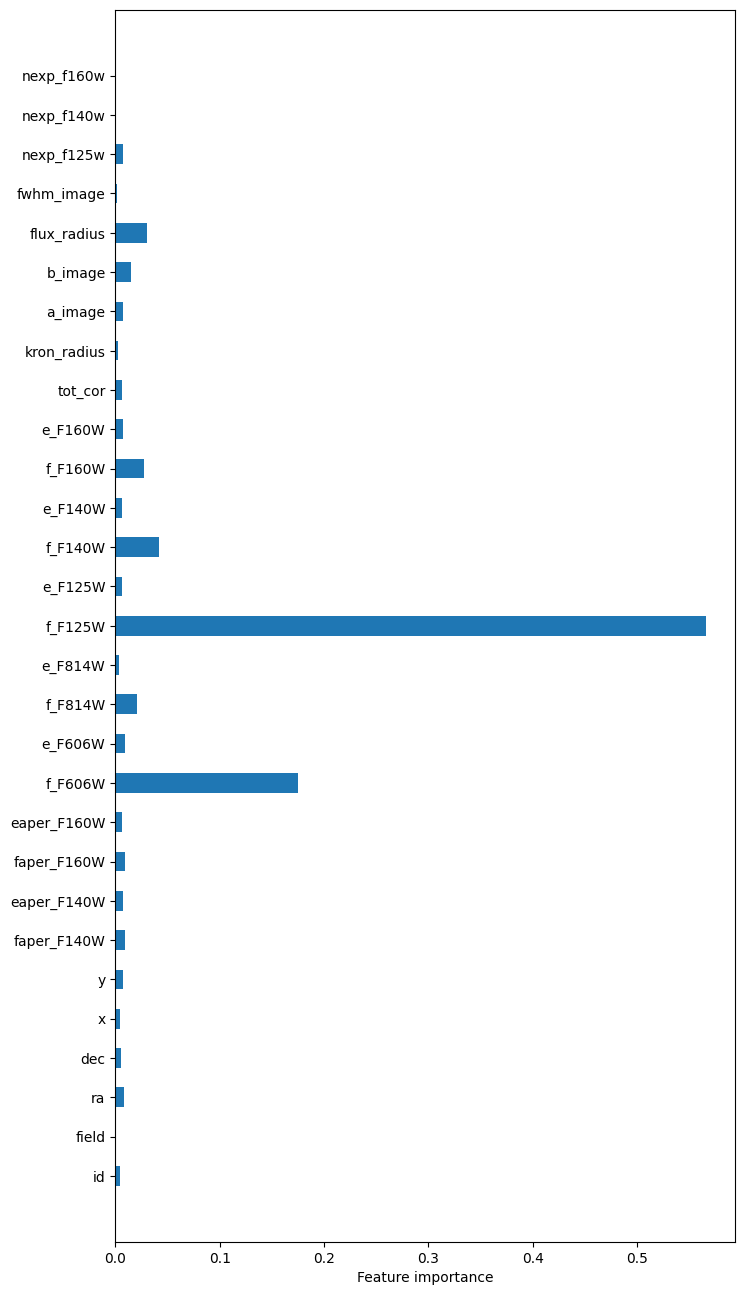 nexp_f160w
nexp_f140w
nexp_f125w
fwhm_image
flux_radius
b_image
a_image
kron_radius
tot_cor
e_F160W
f_F160W
e_F140W
f_F140W
e_F125W
f_F125W
e_F814W
f_F814W
e_F606W
f_F606W
eaper_F160W
faper_F160W
eaper_F140W
faper_F140W
y
x
dec
ra
field
id
0.0 0.1 0.2 0.3 0.4 0.5
Feature importance